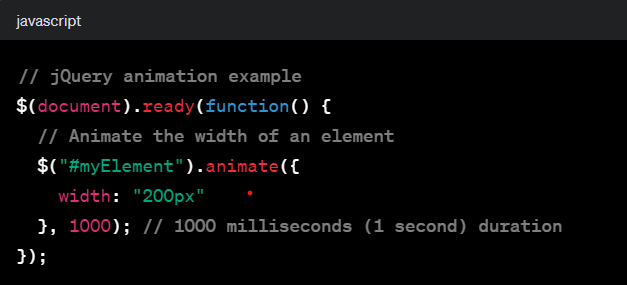 javascript
// jQuery animation example
$(document).ready(function() {
  // Animate the width of an element
  $("#myElement").animate({
    width: "200px"
  }, 1000); // 1000 milliseconds (1 second) duration
});